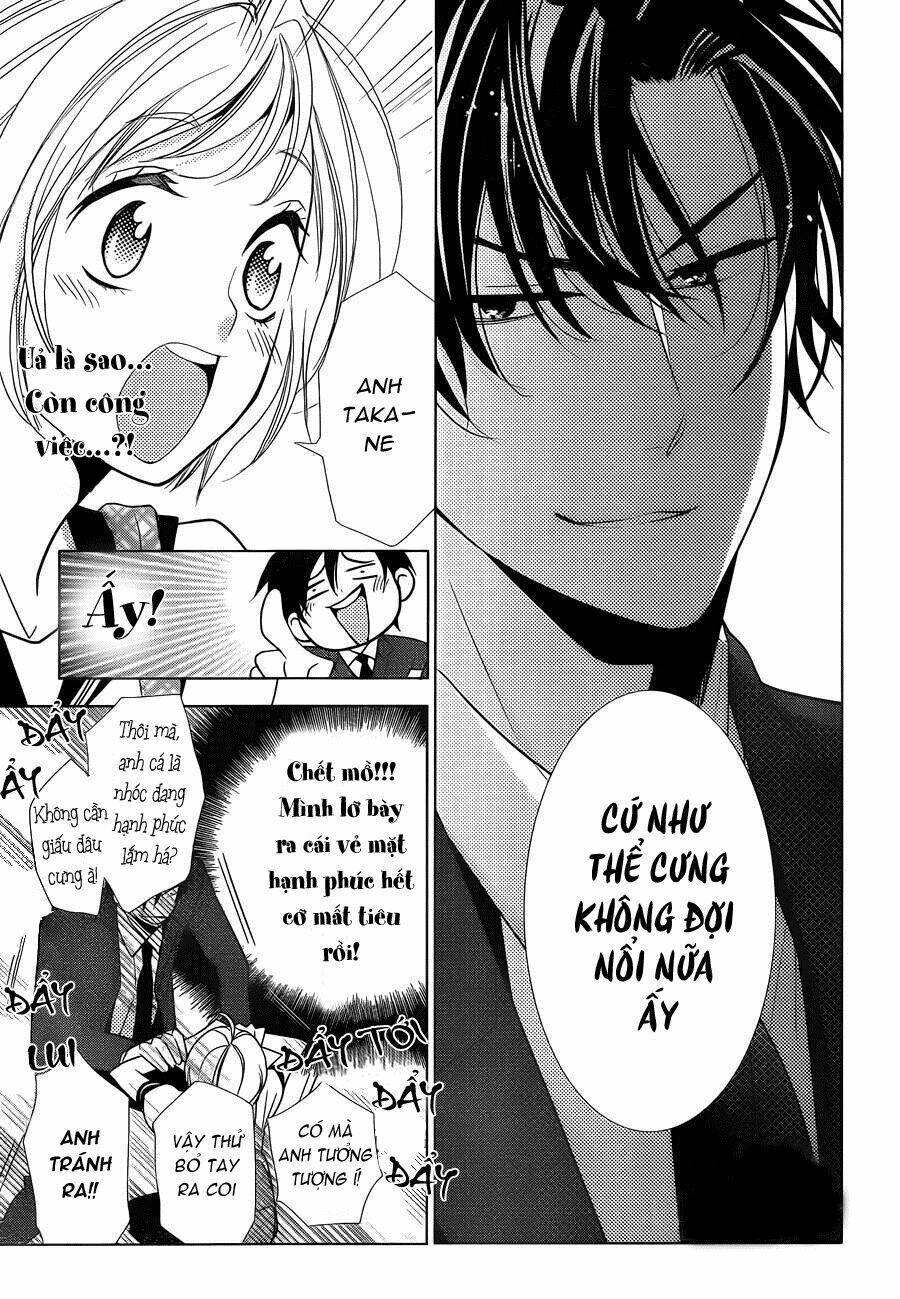 CỨ NHƯ
THỂ CƯNG
KHÔNG ĐỢI
NỔI NỮA
ẤY
ANH
TAKA-
NE
Uả là sao...
Còn công
việc...?!
Ấy!
Chết mồ!!!
Mình lỡ bày
ra cái vẻ mặt
hạnh phúc hết
cỡ mất tiêu
rồi!
Thôi mà,
anh cá là
nhóc đang
hạnh phúc
lắm há?
Không cần
giấu đâu
cưng à!
ĐẨY
ẨY
ĐẨY
LUI
ĐẨY TỚI
ĐẨY
ĐẨY
CÓ MÀ
ANH TƯỞNG
TƯỢNG Í!
VẬY THỬ
BỎ TAY
RA COI
ANH
TRÁNH
RA!!